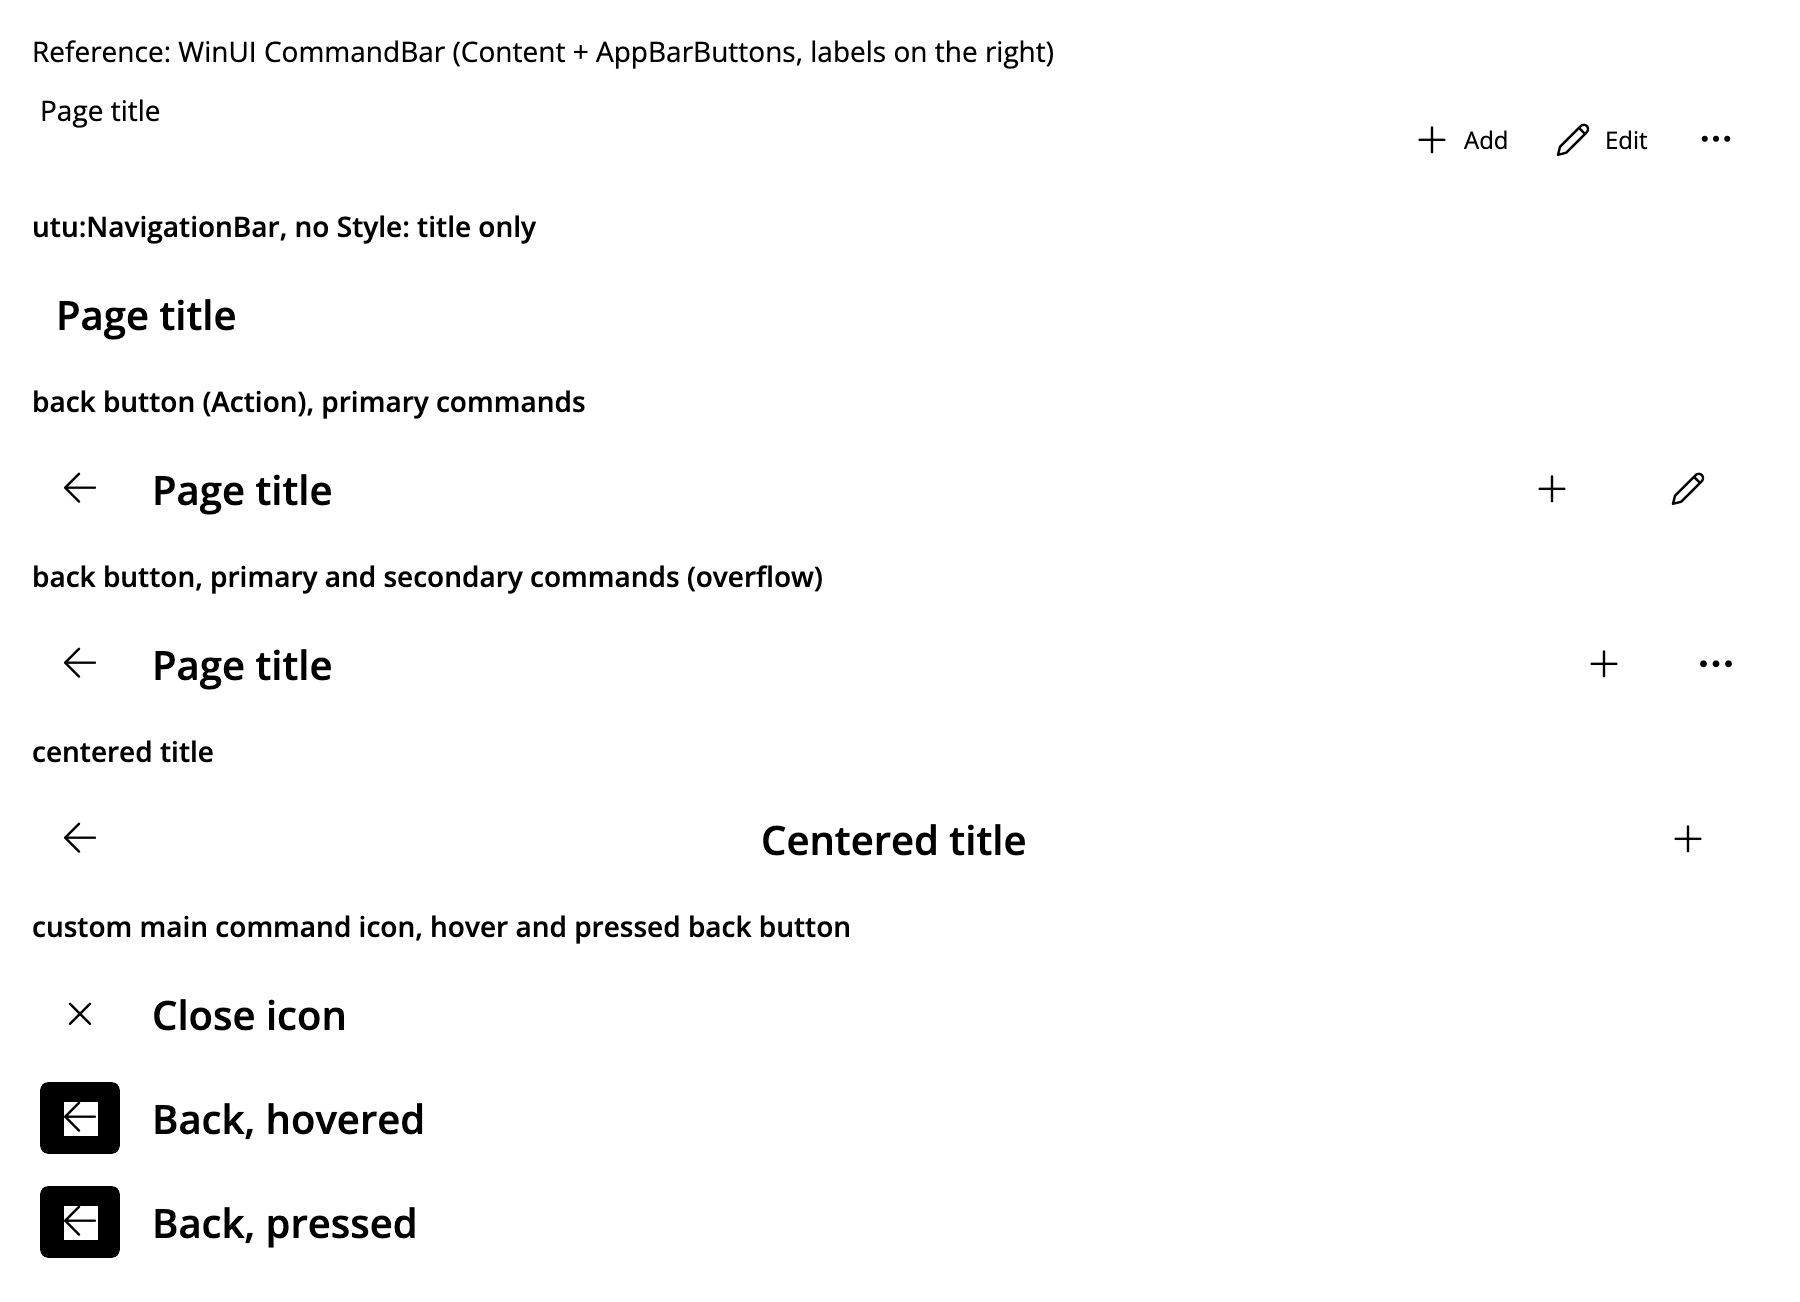 Reference: WinUI CommandBar (Content + AppBarButtons, labels on the right)
Page title
Add Edit
utu:NavigationBar, no Style: title only
Page title
back button (Action), primary commands
Page title
back button, primary and secondary commands (overflow)
Page title
centered title
Centered title
custom main command icon, hover and pressed back button
Close icon
Back, hovered
Back, pressed